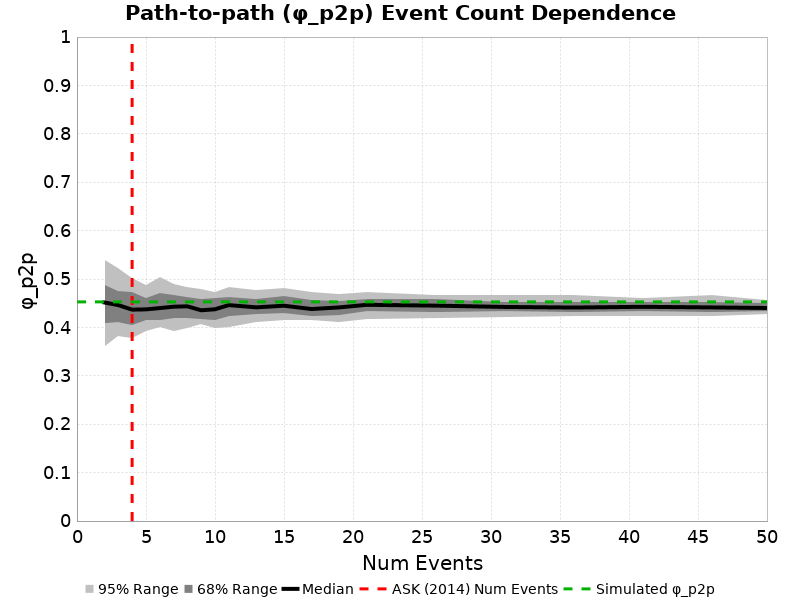 Path-to-path (φ_p2p) Event Count Dependence
1
0.9
0.8
0.7
0.6
0.5
0.4
0.3
0.2
0.1
0
φ_p2p
0 5 10 15 20 25 30 35 40 45 50
Num Events
95% Range 68% Range Median ASK (2014) Num Events Simulated φ_p2p